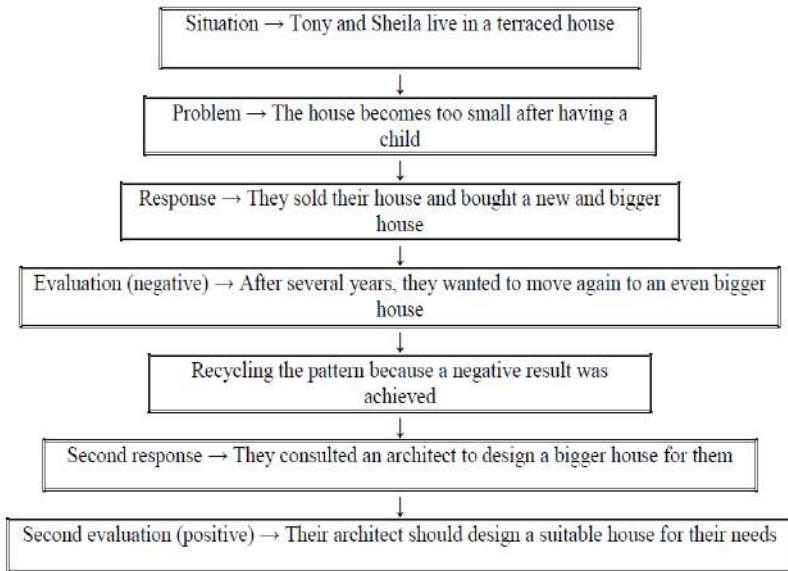 Situation → Tony and Sheila live in a terraced house
↓
Problem → The house becomes too small after having a
child
↓
Response → They sold their house and bought a new and bigger
house
↓
Evaluation (negative) → After several years, they wanted to move again to an even bigger
house
↓
Recycling the pattern because a negative result was
achieved
↓
Second response → They consulted an architect to design a bigger house for them
↓
Second evaluation (positive) → Their architect should design a suitable house for their needs